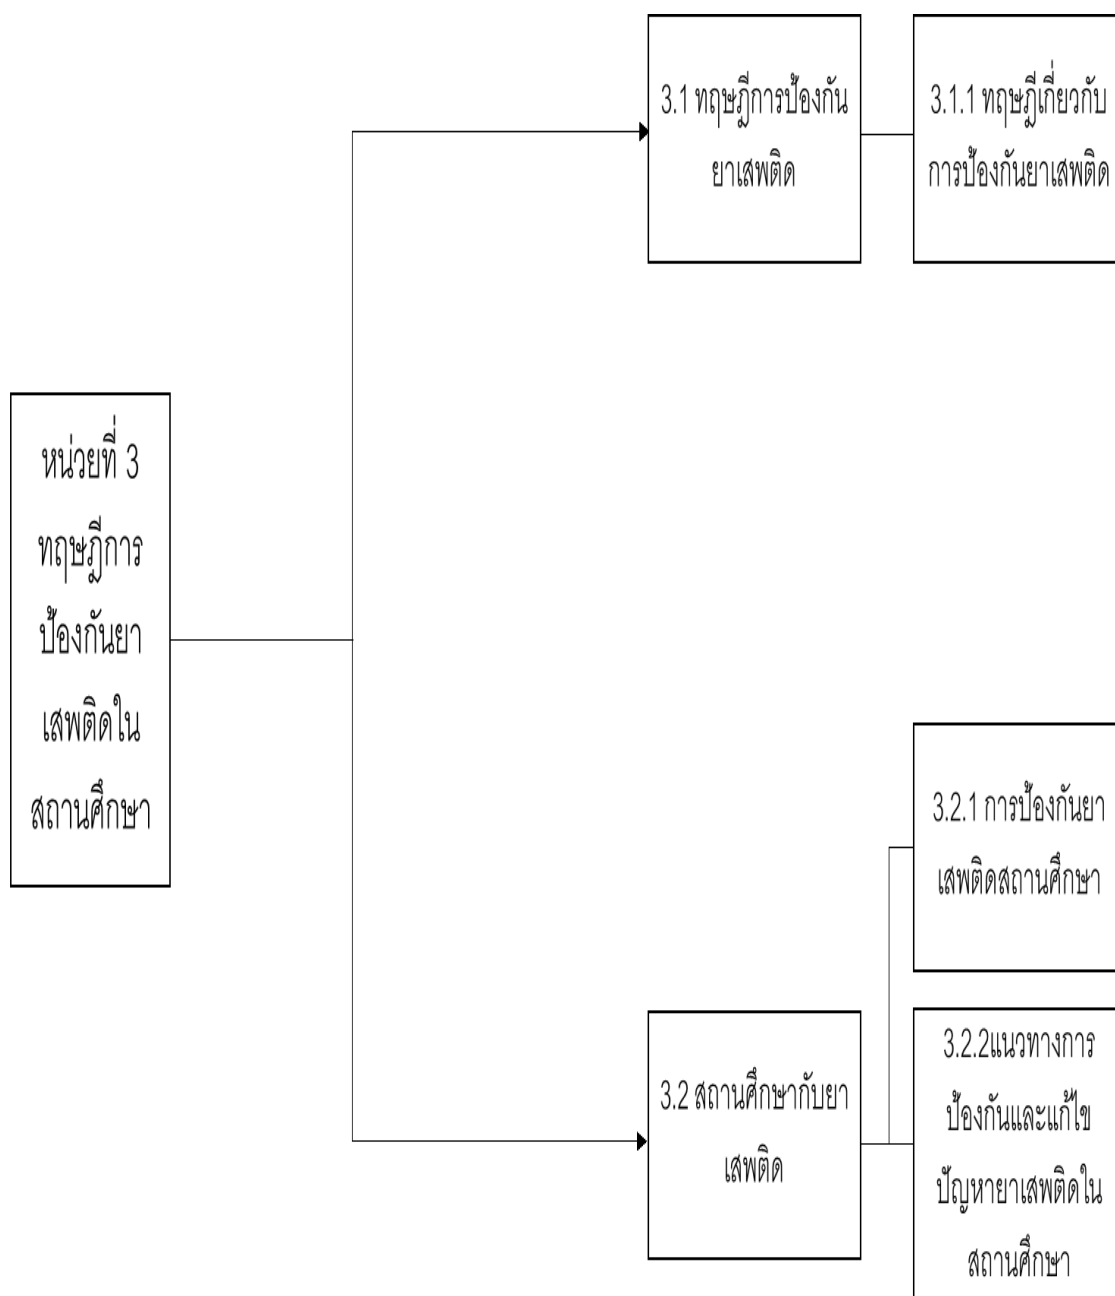 หน่วยที่ 3
ทฤษฎีการ
ป้องกันยา
เสพติดใน
สถานศึกษา
3.1 ทฤษฎีการป้องกัน
ยาเสพติด
3.1.1 ทฤษฎีเกี่ยวกับ
การป้องกันยาเสพติด
3.2 สถานศึกษากับยา
เสพติด
3.2.1 การป้องกันยา
เสพติดสถานศึกษา
3.2.2แนวทางการ
ป้องกันและแก้ไข
ปัญหายาเสพติดใน
สถานศึกษา